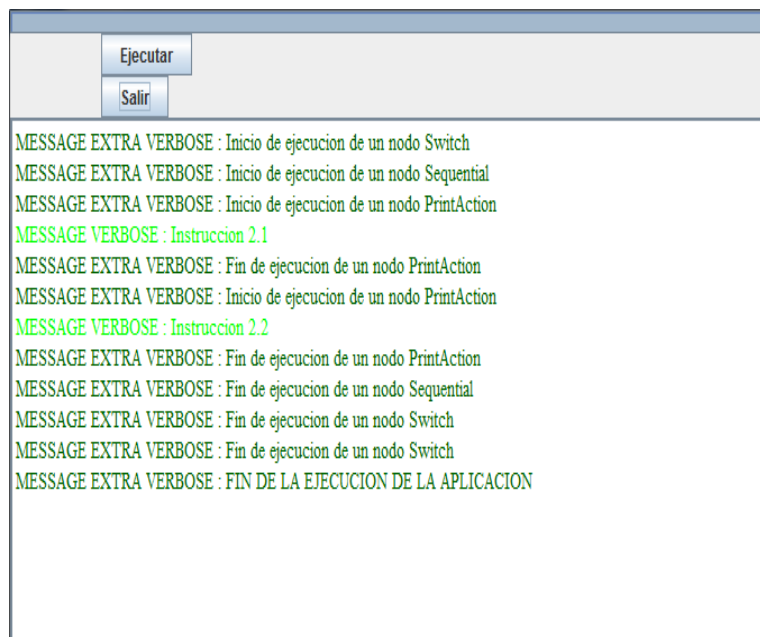 Ejecutar
Salir
MESSAGE EXTRA VERBOSE : Inicio de ejecucion de un nodo Switch
MESSAGE EXTRA VERBOSE : Inicio de ejecucion de un nodo Sequential
MESSAGE EXTRA VERBOSE : Inicio de ejecucion de un nodo PrintAction
MESSAGE VERBOSE : Instruccion 2.1
MESSAGE EXTRA VERBOSE : Fin de ejecucion de un nodo PrintAction
MESSAGE EXTRA VERBOSE : Inicio de ejecucion de un nodo PrintAction
MESSAGE VERBOSE : Instruccion 2.2
MESSAGE EXTRA VERBOSE : Fin de ejecucion de un nodo PrintAction
MESSAGE EXTRA VERBOSE : Fin de ejecucion de un nodo Sequential
MESSAGE EXTRA VERBOSE : Fin de ejecucion de un nodo Switch
MESSAGE EXTRA VERBOSE : Fin de ejecucion de un nodo Switch
MESSAGE EXTRA VERBOSE : FIN DE LA EJECUCION DE LA APLICACION